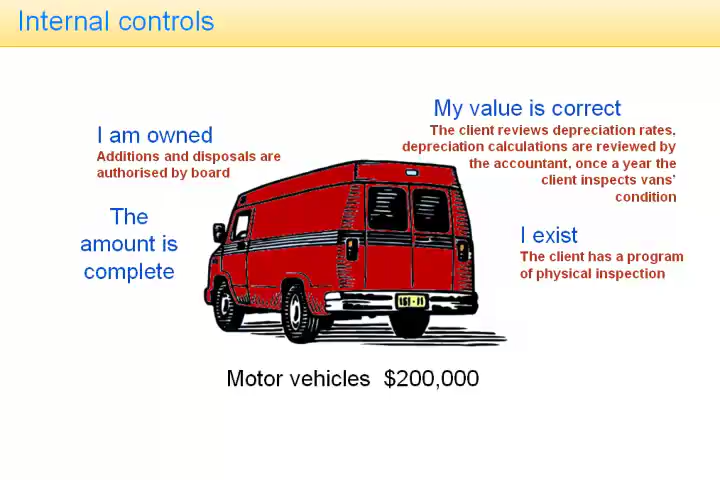 Internal controls
I am owned
Additions and disposals are
authorised by board
The
amount is
complete
My value is correct
The client reviews depreciation rates,
depreciation calculations are reviewed by
the accountant, once a year the
client inspects vans'
condition
I exist
The client has a program
of physical inspection
Motor vehicles $200,000